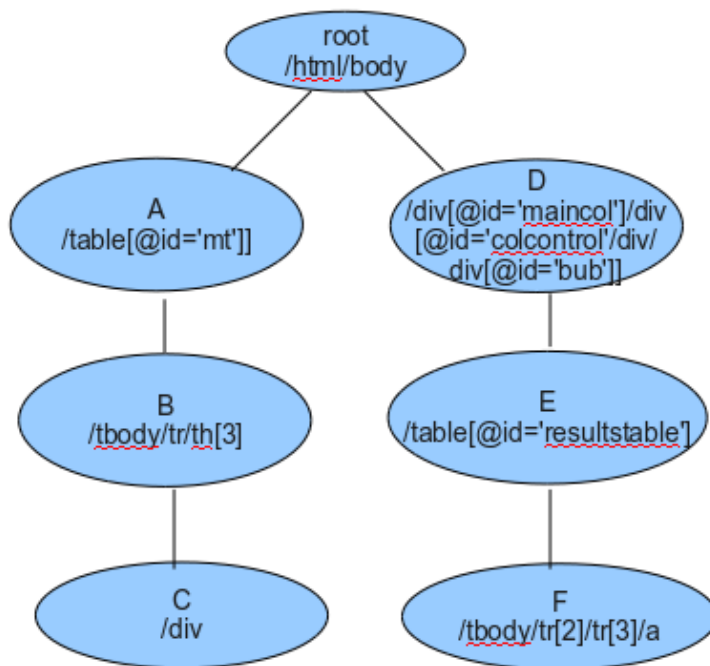 root
/html/body
A
/table[@id='mt']]
D
/div[@id='maincol']/div
[@id='colcontrol'/div/
div[@id='bub']]
B
/tbody/tr/th[3]
E
/table[@id='resultstable']
C
/div
F
/tbody/tr[2]/tr[3]/a